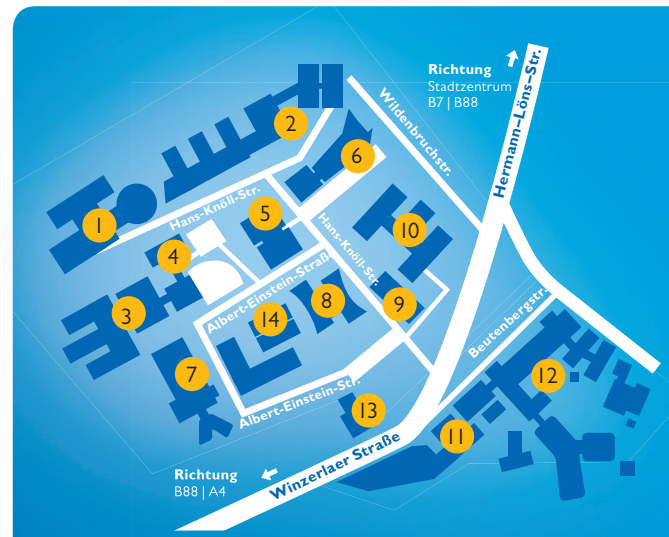 Richtung
Stadtzentrum
B7 | B88
Hermann–Löns–Str.
Wildenbruchstr.
2
6
Hans-Knöll-Str.
1
5
4
Hans-Knöll-Str.
10
Albert-Einstein-Straße
3
14
8
9
Beutenbergstr.
7
12
Albert-Einstein-Str.
13
11
Winzerlaer Straße
Richtung
B88 | A4